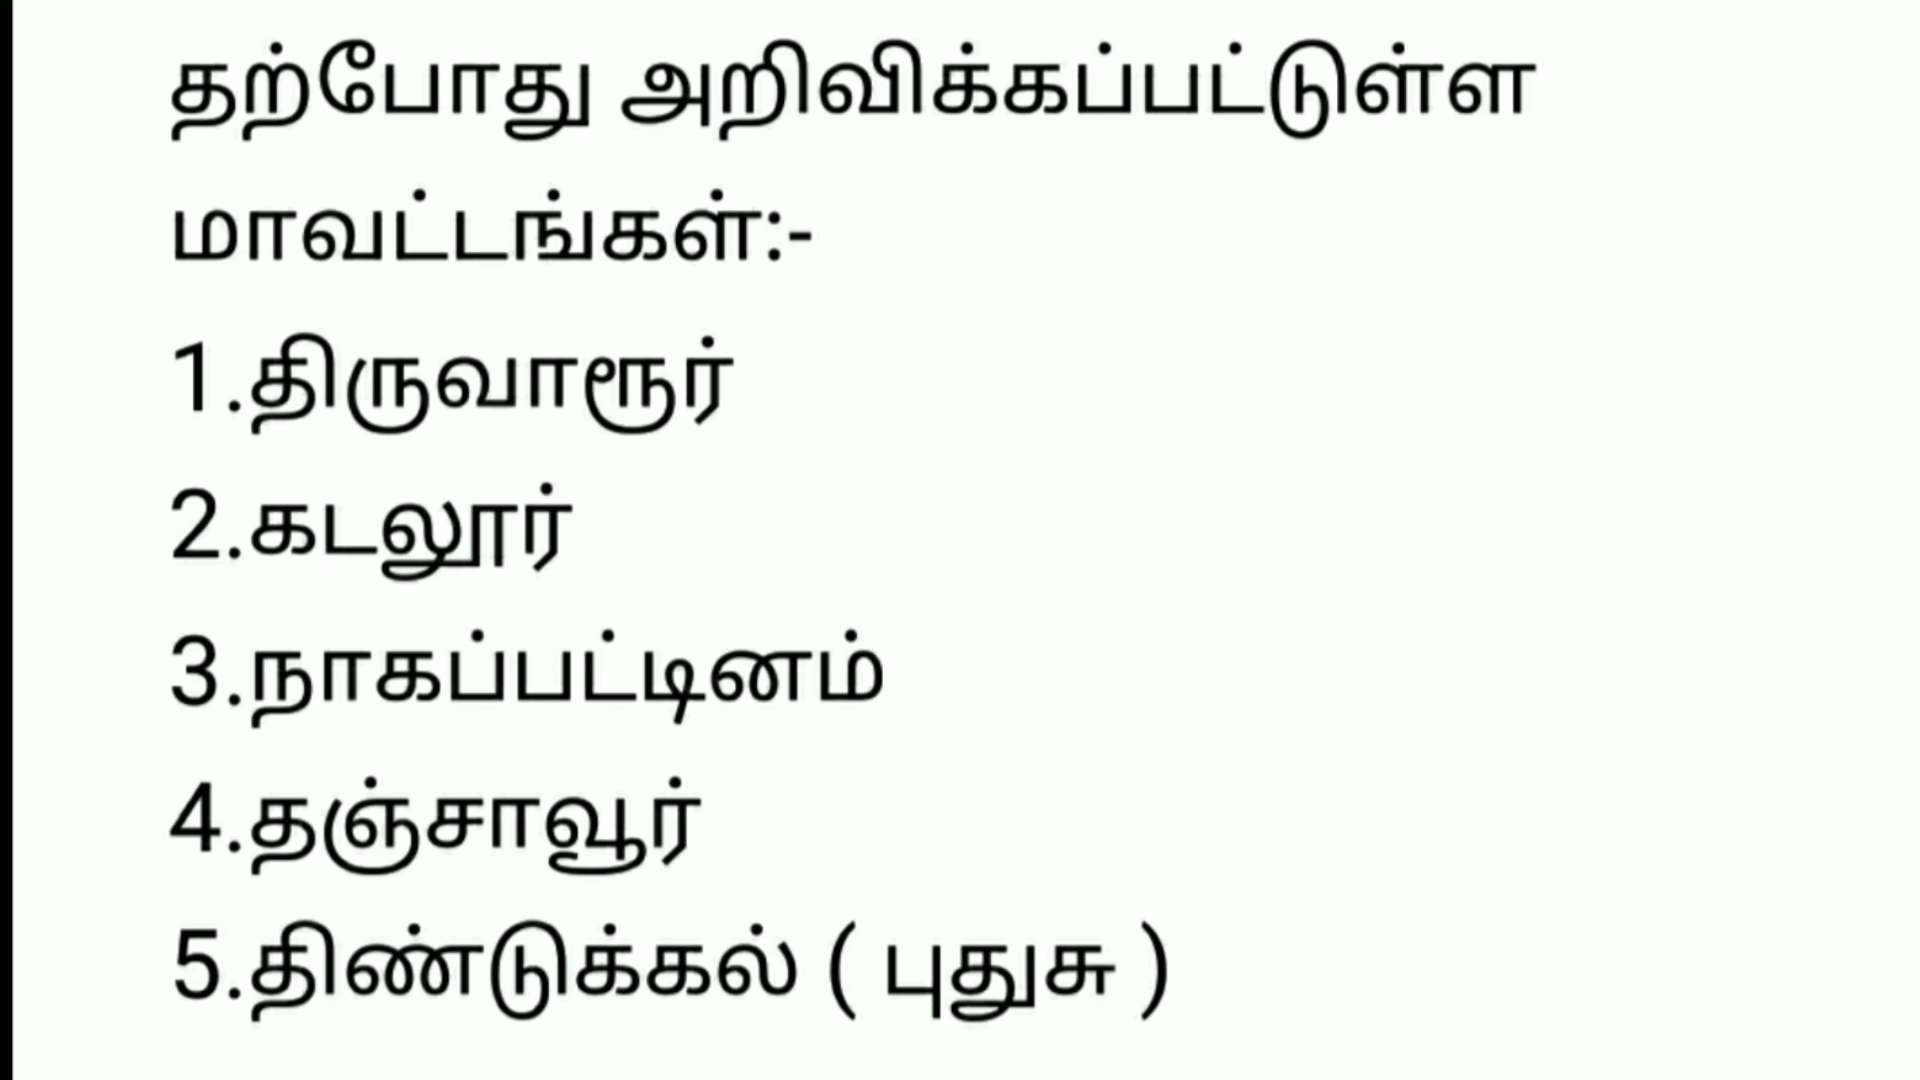 தற்போது அறிவிக்கப்பட்டுள்ள
மாவட்டங்கள்:-
1.திருவாரூர்
2.கடலூர்
3.நாகப்பட்டினம்
4.தஞ்சாவூர்
5.திண்டுக்கல் ( புதுசு )